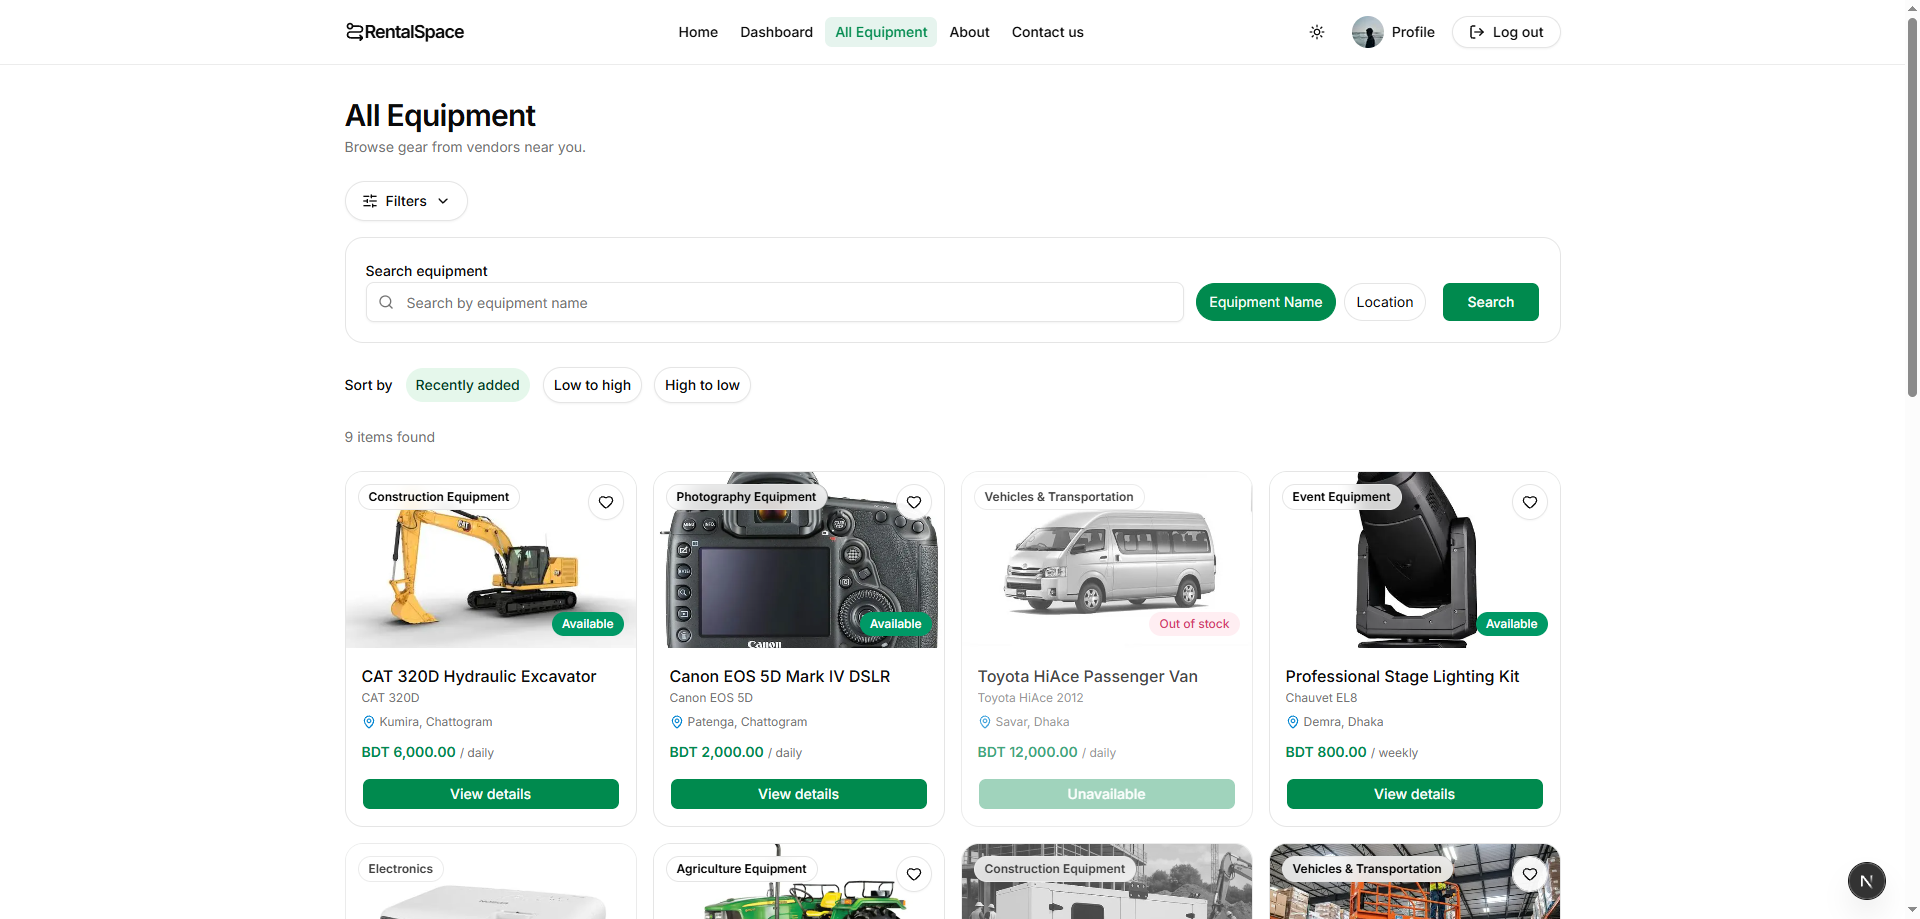 RentalSpace
Home Dashboard All Equipment About Contact us Profile Log out
All Equipment
Browse gear from vendors near you.
Filters
Search equipment
Search by equipment name Equipment Name Location Search
Sort by Recently added Low to high High to low
9 items found
Construction Equipment
CAT
Available
CAT 320D Hydraulic Excavator
CAT 320D
Kumira, Chattogram
BDT 6,000.00 / daily
View details
Photography Equipment
MENU INFO.
Canon
Available
Canon EOS 5D Mark IV DSLR
Canon EOS 5D
Patenga, Chattogram
BDT 2,000.00 / daily
View details
Vehicles & Transportation
Out of stock
Toyota HiAce Passenger Van
Toyota HiAce 2012
Savar, Dhaka
BDT 12,000.00 / daily
Unavailable
Event Equipment
Available
Professional Stage Lighting Kit
Chauvet EL8
Demra, Dhaka
BDT 800.00 / weekly
View details
Electronics
Agriculture Equipment
Construction Equipment
Vehicles & Transportation
N